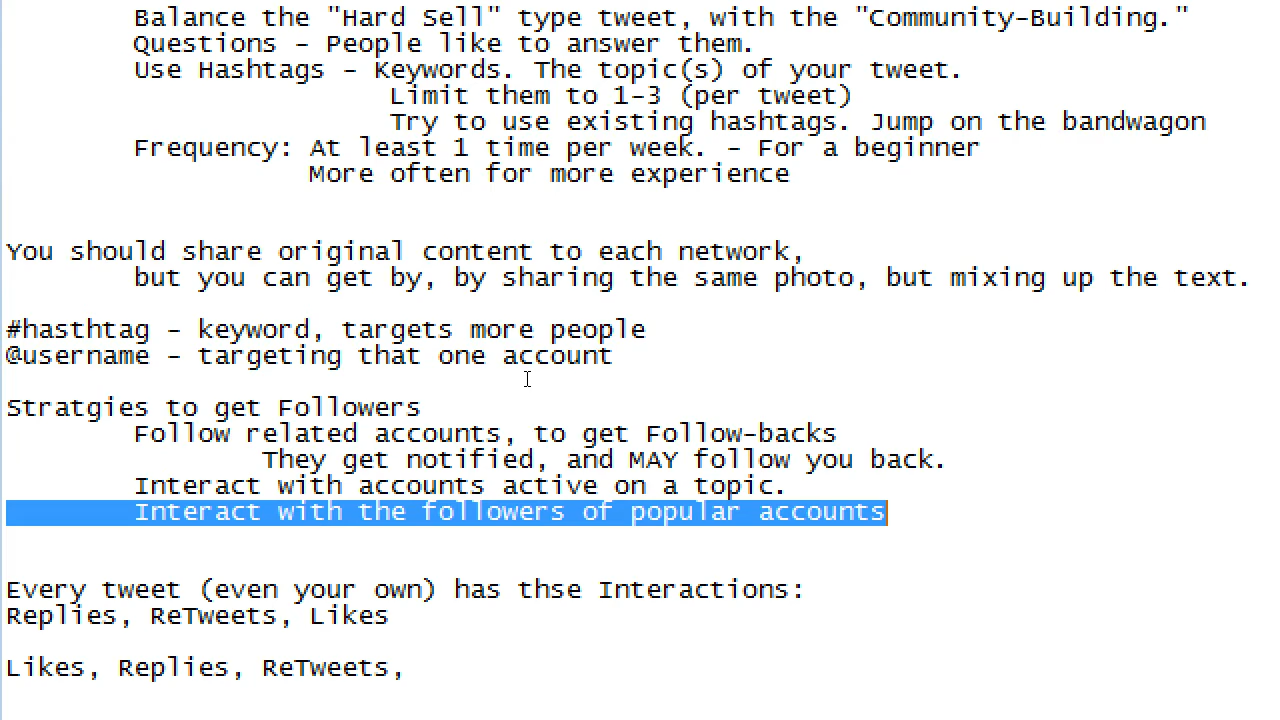 Balance the "Hard Sell" type tweet, with the "Community-Building."
Questions - People like to answer them.
Use Hashtags - Keywords. The topic(s) of your tweet.
Limit them to 1-3 (per tweet)
Try to use existing hashtags. Jump on the bandwagon
Frequency: At least 1 time per week. - For a beginner
More often for more experience
You should share original content to each network,
but you can get by, by sharing the same photo, but mixing up the text.
#hasthtag - keyword, targets more people
@username - targeting that one account
Stratgies to get Followers
Follow related accounts, to get Follow-backs
They get notified, and MAY follow you back.
Interact with accounts active on a topic.
Interact with the followers of popular accounts
Every tweet (even your own) has thse Interactions:
Replies, ReTweets, Likes
Likes, Replies, ReTweets,